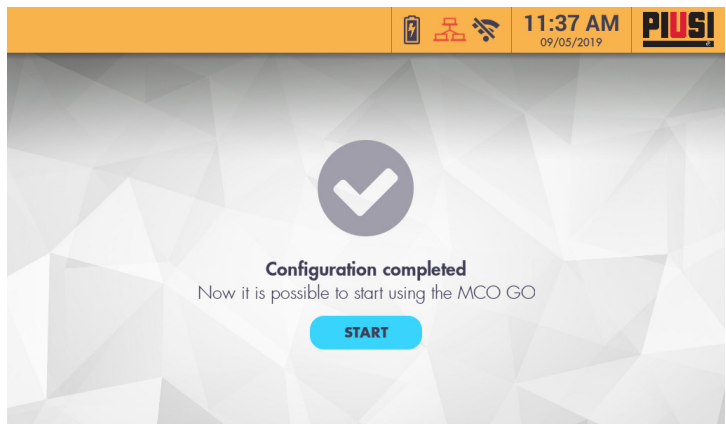 11:37 AM
09/05/2019
PIUSI
Configuration completed
Now it is possible to start using the MCO GO
START